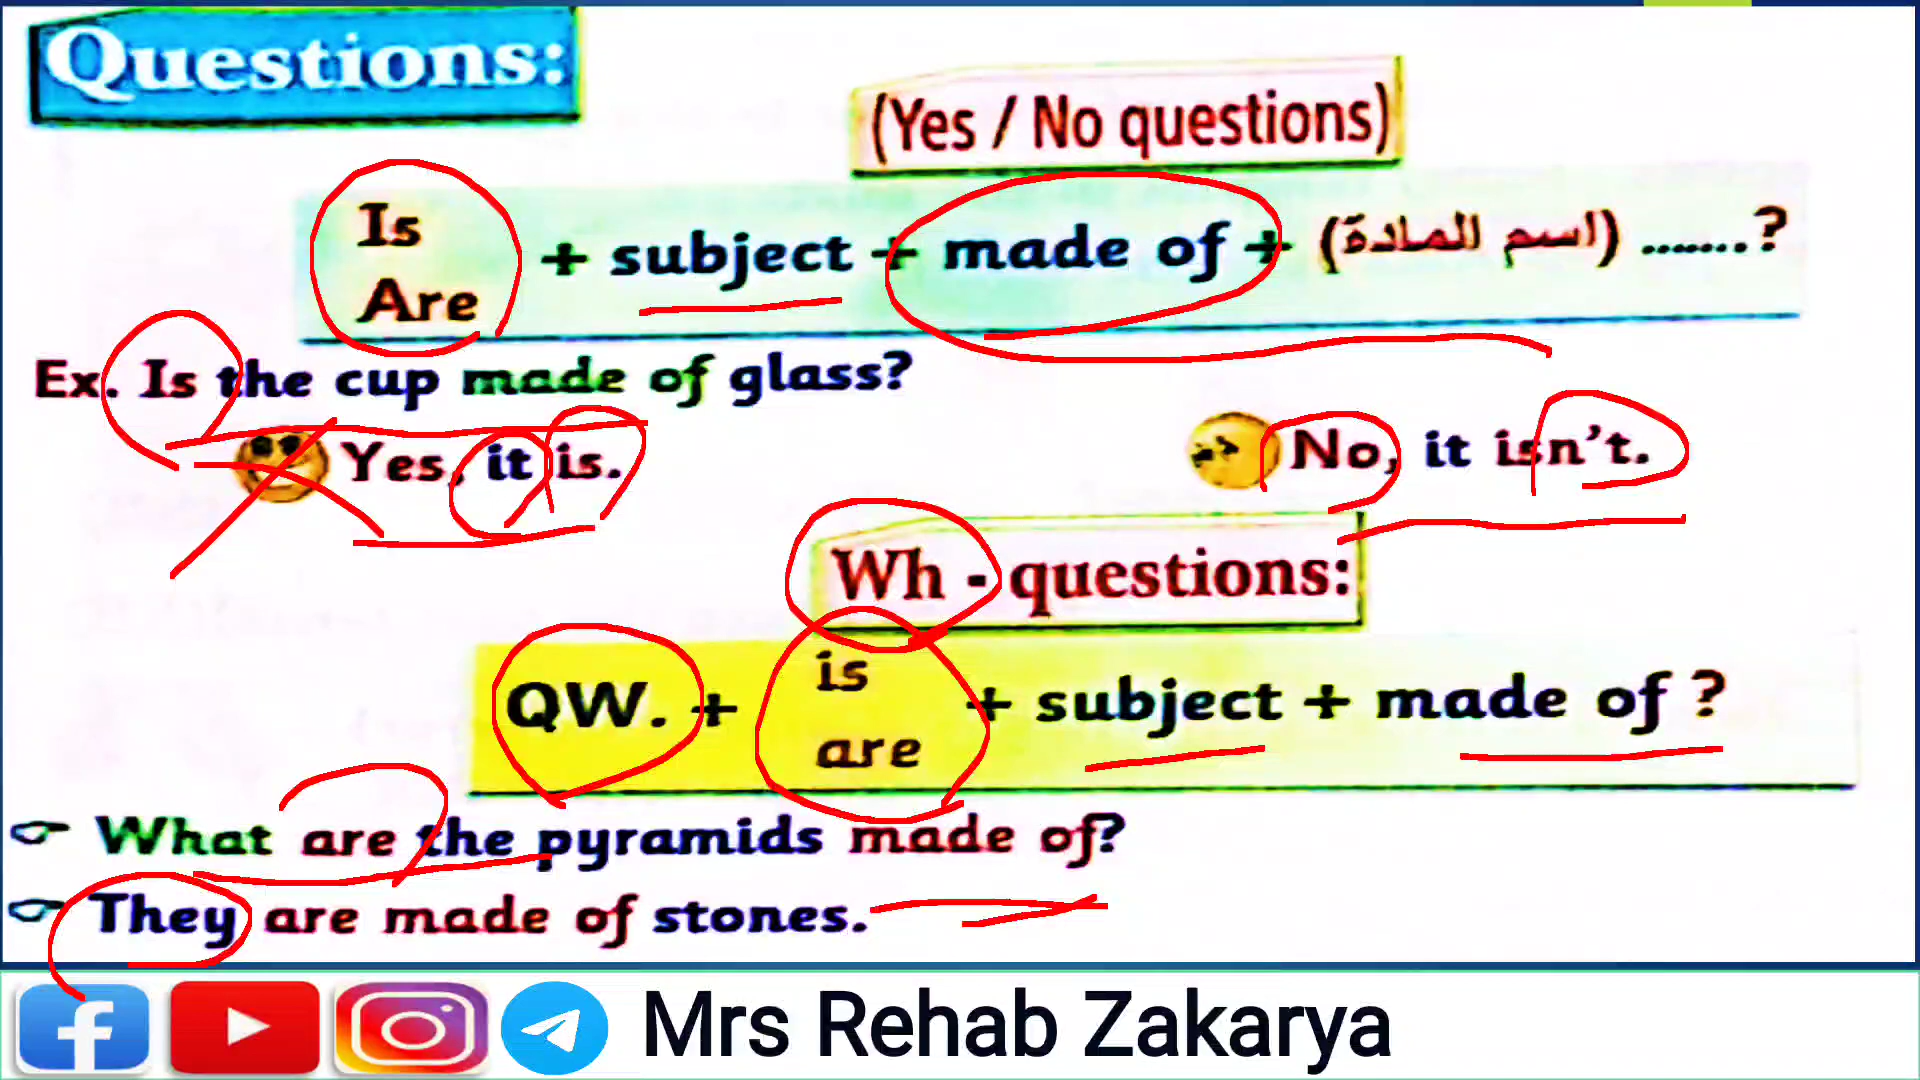 Questions:
(Yes / No questions)
Is
Are
+ subject + made of + (اسم المادة) .......?
Ex. Is the cup made of glass?
Yes, it is.
No, it isn't.
Wh - questions:
QW. + is are + subject + made of ?
What are the pyramids made of?
They are made of stones.
Mrs Rehab Zakarya